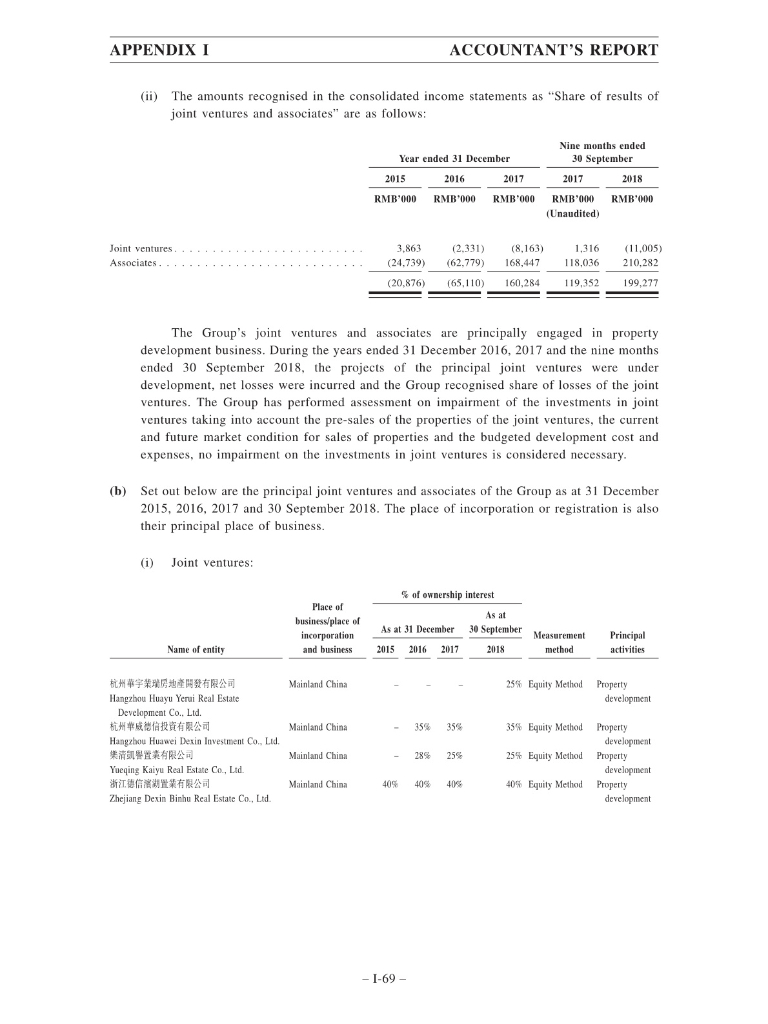 APPENDIX I ACCOUNTANT'S REPORT
(ii) The amounts recognised in the consolidated income statements as “Share of results of
joint ventures and associates” are as follows:
Year ended 31 December Nine months ended 30 September
2015 2016 2017 2017 2018
RMB'000 RMB'000 RMB'000 RMB'000 RMB'000
(Unaudited)
Joint ventures . . . . . . . . . . . . . . . . . . . . . . . . . 3,863 (2,331) (8,163) 1,316 (11,005)
Associates . . . . . . . . . . . . . . . . . . . . . . . . . . . (24,739) (62,779) 168,447 118,036 210,282
(20,876) (65,110) 160,284 119,352 199,277
The Group's joint ventures and associates are principally engaged in property
development business. During the years ended 31 December 2016, 2017 and the nine months
ended 30 September 2018, the projects of the principal joint ventures were under
development, net losses were incurred and the Group recognised share of losses of the joint
ventures. The Group has performed assessment on impairment of the investments in joint
ventures taking into account the pre-sales of the properties of the joint ventures, the current
and future market condition for sales of properties and the budgeted development cost and
expenses, no impairment on the investments in joint ventures is considered necessary.
(b) Set out below are the principal joint ventures and associates of the Group as at 31 December
2015, 2016, 2017 and 30 September 2018. The place of incorporation or registration is also
their principal place of business.
(i) Joint ventures:
% of ownership interest
Name of entity Place of business/place of incorporation and business As at 31 December As at 30 September Measurement method Principal activities
2015 2016 2017 2018
杭州華宇業瑞房地產開發有限公司 Mainland China – – – 25% Equity Method Property
Hangzhou Huayu Yerui Real Estate development
Development Co., Ltd.
杭州華威德信投資有限公司 Mainland China – 35% 35% 35% Equity Method Property
Hangzhou Huawei Dexin Investment Co., Ltd. development
樂清凱譽置業有限公司 Mainland China – 28% 25% 25% Equity Method Property
Yueqing Kaiyu Real Estate Co., Ltd. development
浙江德信濱湖置業有限公司 Mainland China 40% 40% 40% 40% Equity Method Property
Zhejiang Dexin Binhu Real Estate Co., Ltd. development
– I-69 –